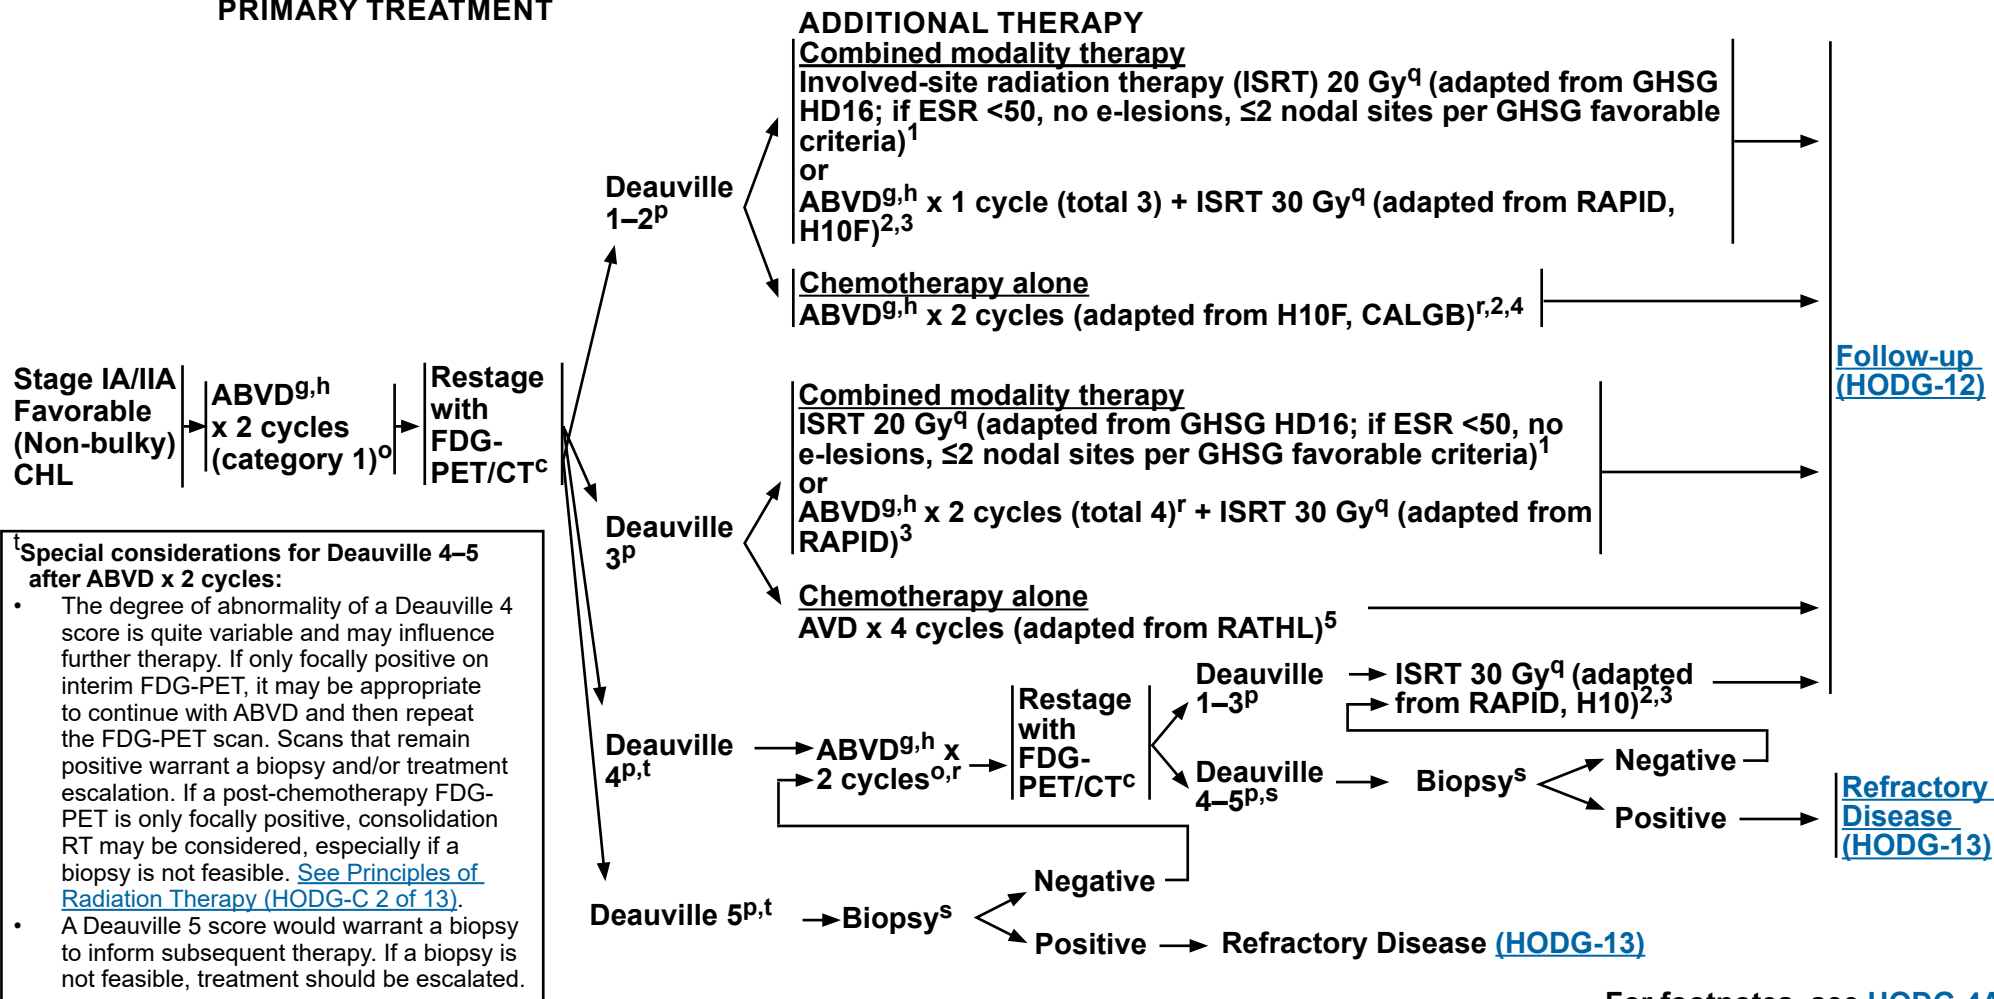 PRIMARY TREATMENT
ADDITIONAL THERAPY
Combined modality therapy
Involved-site radiation therapy (ISRT) 20 Gyq (adapted from GHSG
HD16; if ESR <50, no e-lesions, ≤2 nodal sites per GHSG favorable
criteria)1
or
ABVDg,h x 1 cycle (total 3) + ISRT 30 Gyq (adapted from RAPID,
H10F)2,3
Deauville
1–2p
Chemotherapy alone
ABVDg,h x 2 cycles (adapted from H10F, CALGB)r,2,4
Stage IA/IIA
Favorable
(Non-bulky)
CHL
ABVDg,h
x 2 cycles
(category 1)o
Restage
with
FDG-
PET/CTc
Follow-up
(HODG-12)
Combined modality therapy
ISRT 20 Gyq (adapted from GHSG HD16; if ESR <50, no
e-lesions, ≤2 nodal sites per GHSG favorable criteria)1
or
ABVDg,h x 2 cycles (total 4)r + ISRT 30 Gyq (adapted from
RAPID)3
Deauville
3p
Chemotherapy alone
AVD x 4 cycles (adapted from RATHL)5
tSpecial considerations for Deauville 4–5
after ABVD x 2 cycles:
• The degree of abnormality of a Deauville 4
score is quite variable and may influence
further therapy. If only focally positive on
interim FDG-PET, it may be appropriate
to continue with ABVD and then repeat
the FDG-PET scan. Scans that remain
positive warrant a biopsy and/or treatment
escalation. If a post-chemotherapy FDG-
PET is only focally positive, consolidation
RT may be considered, especially if a
biopsy is not feasible. See Principles of
Radiation Therapy (HODG-C 2 of 13).
• A Deauville 5 score would warrant a biopsy
to inform subsequent therapy. If a biopsy is
not feasible, treatment should be escalated.
Deauville
4p,t
ABVDg,h x
2 cycleso,r
Restage
with
FDG-
PET/CTc
Deauville
1–3p
ISRT 30 Gyq (adapted
from RAPID, H10)2,3
Deauville
4–5p,s
Biopsys
Negative
Positive
Refractory
Disease
(HODG-13)
Deauville 5p,t
Biopsys
Negative
Positive
Refractory Disease (HODG-13)
For footnotes, see HODG-4A